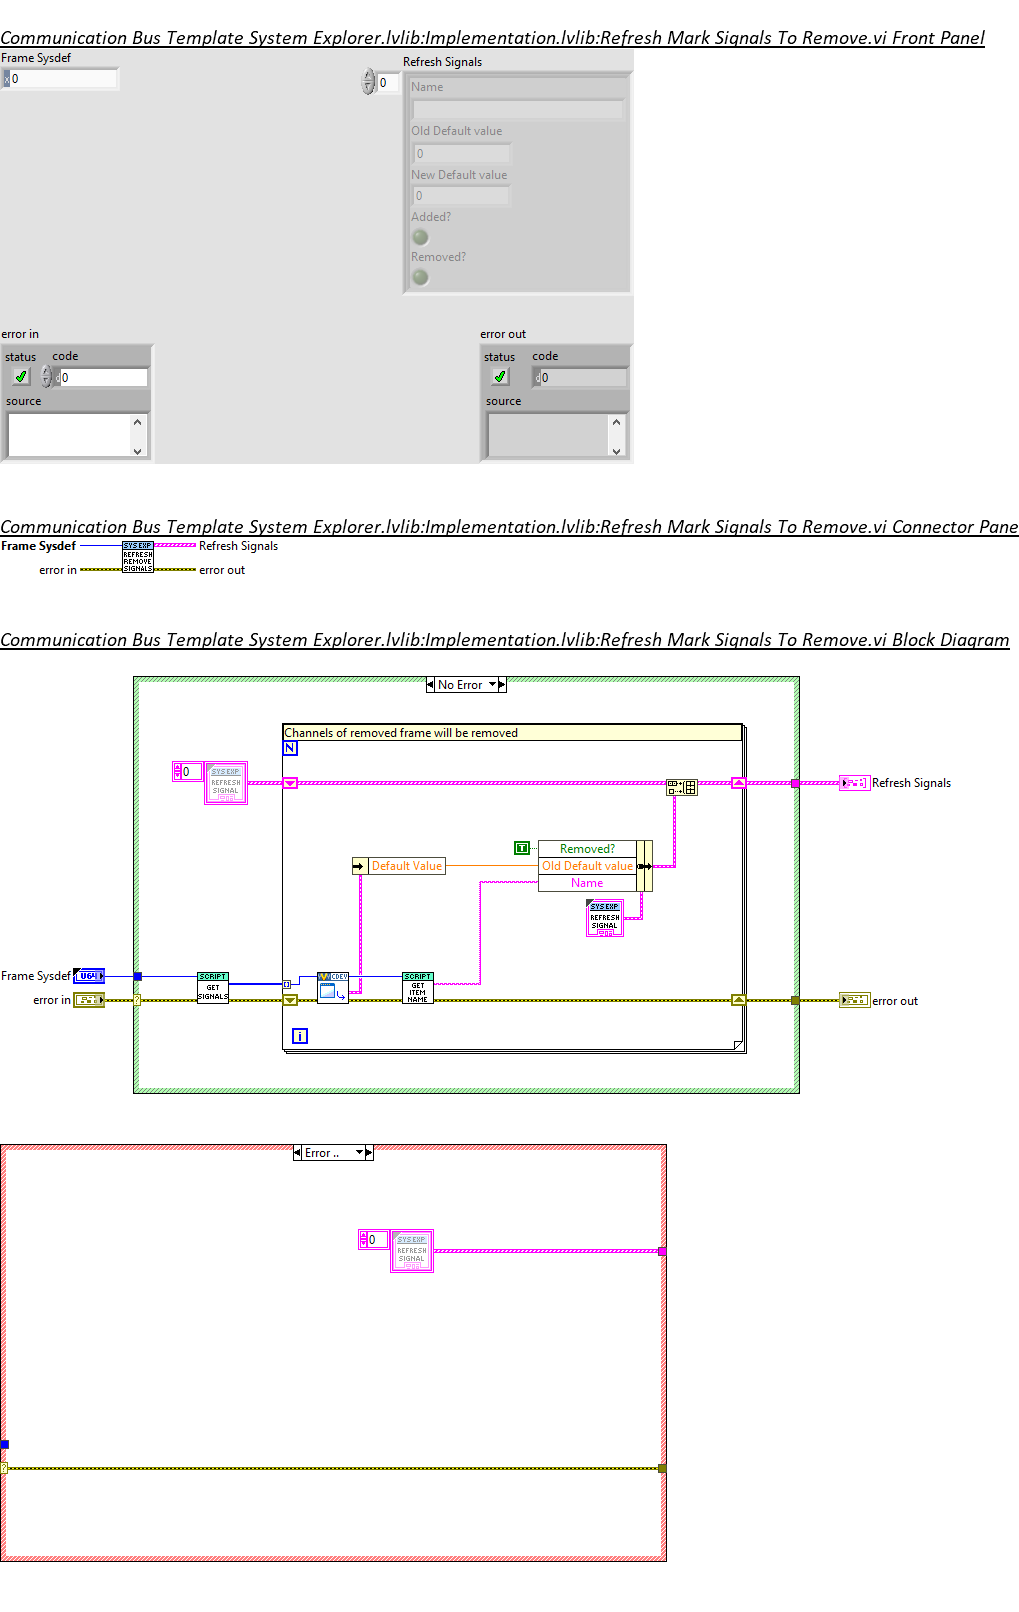 Communication Bus Template System Explorer.lvlib:Implementation.lvlib:Refresh Mark Signals To Remove.vi Front Panel
Frame Sysdef
x 0
Refresh Signals
0
Name
Old Default value
0
New Default value
0
Added?
Removed?
error in
status code
d 0
source
error out
status code
d 0
source
Communication Bus Template System Explorer.lvlib:Implementation.lvlib:Refresh Mark Signals To Remove.vi Connector Pane
Frame Sysdef
SYS EXP
REFRESH
REMOVE
SIGNALS
Refresh Signals
error in
error out
Communication Bus Template System Explorer.lvlib:Implementation.lvlib:Refresh Mark Signals To Remove.vi Block Diagram
No Error
Channels of removed frame will be removed
N
0
SYS EXP
REFRESH
SIGNAL
Refresh Signals
T
Removed?
Default Value
Old Default value
Name
SYS EXP
REFRESH
SIGNAL
Frame Sysdef
U64
SCRIPT
GET
SIGNALS
CDEV
SCRIPT
GET
ITEM
NAME
error in
?
error out
i
Error ..
0
SYS EXP
REFRESH
SIGNAL
?